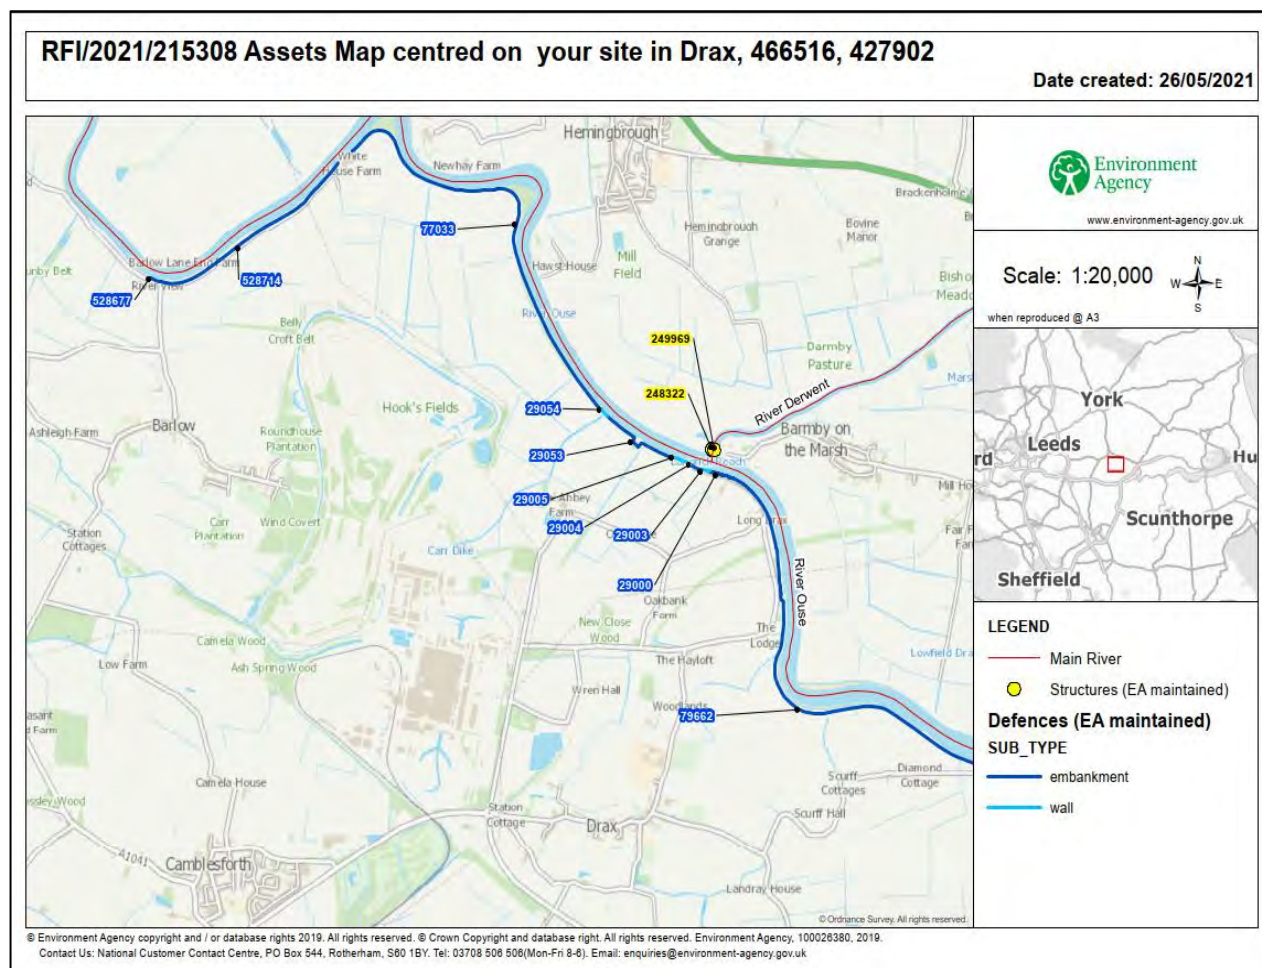 RFI/2021/215308 Assets Map centred on your site in Drax, 466516, 427902
Date created: 26/05/2021
Hemingbrough
White
House Farm
Newhay Farm
Brackenholme
77033
Hemingbrough
Grange
Bovine
Manor
Barlow Lane End Farm
River View
528714
528677
Hawst House
Mill
Field
River Ouse
Belly
Croft Belt
249969
Darmby
Pasture
248322
River Derwent
Hook's Fields
29054
Barmby on
the Marsh
Ashleigh Farm
Barlow
Roundhouse
Plantation
29053
29005
Abbey
Farm
29004
29003
Long Drax
Carr
Plantation
Wind Covert
Station
Cottages
Carr Dike
29000
River Ouse
Oakbank
Farm
New Close
Wood
The
Lodge
Camela Wood
Low Farm
Ash Spring Wood
The Hayloft
Wren Hall
Woodlands
79662
Camela House
Diamond
Cottage
Scurff
Cottages
Scurff Hall
Station
Cottage
Drax
A1041
Camblesforth
Landray House
© Ordnance Survey. All rights reserved.
Environment
Agency
www.environment-agency.gov.uk
Scale: 1:20,000
N
W E
S
when reproduced @ A3
York
Leeds
Hu
rd
Scunthorpe
Sheffield
LEGEND
Main River
Structures (EA maintained)
Defences (EA maintained)
SUB_TYPE
embankment
wall
© Environment Agency copyright and / or database rights 2019. All rights reserved. © Crown Copyright and database right. All rights reserved. Environment Agency, 100026380, 2019.
Contact Us: National Customer Contact Centre, PO Box 544, Rotherham, S60 1BY. Tel: 03708 506 506(Mon-Fri 8-6). Email: enquiries@environment-agency.gov.uk